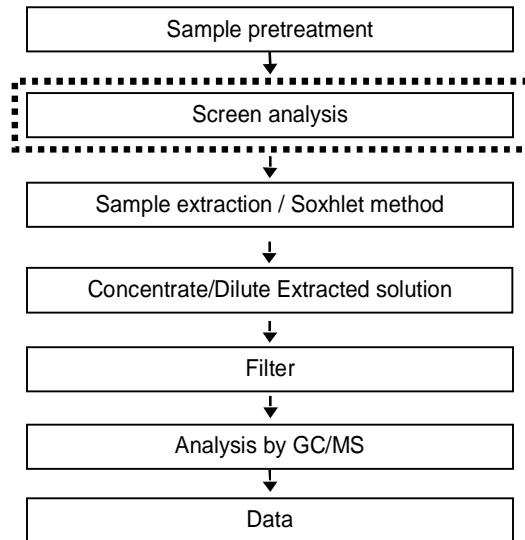 Sample pretreatment
Screen analysis
Sample extraction / Soxhlet method
Concentrate/Dilute Extracted solution
Filter
Analysis by GC/MS
Data